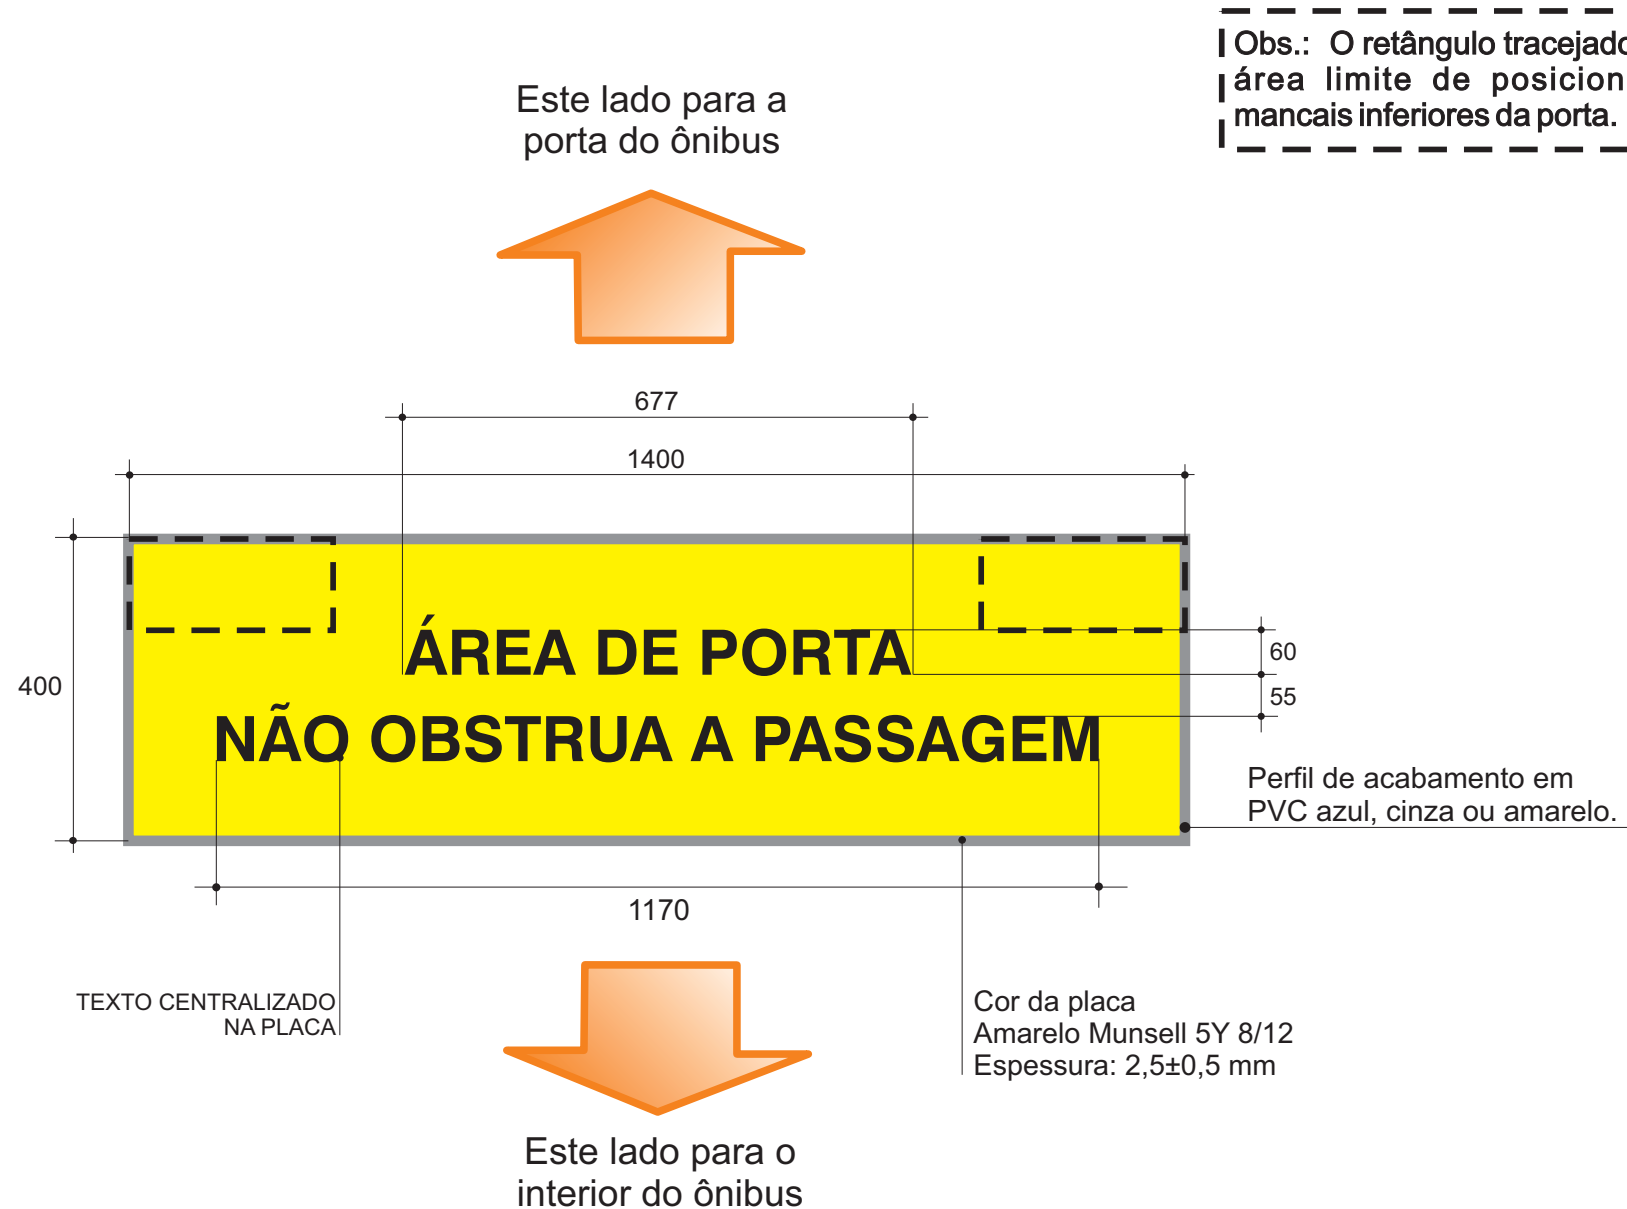 Obs.: O retângulo tracejado
área limite de posicion
mancais inferiores da porta.
Este lado para a
porta do ônibus
677
1400
400
ÁREA DE PORTA
NÃO OBSTRUA A PASSAGEM
60
55
Perfil de acabamento em
PVC azul, cinza ou amarelo.
1170
TEXTO CENTRALIZADO
NA PLACA
Cor da placa
Amarelo Munsell 5Y 8/12
Espessura: 2,5±0,5 mm
Este lado para o
interior do ônibus